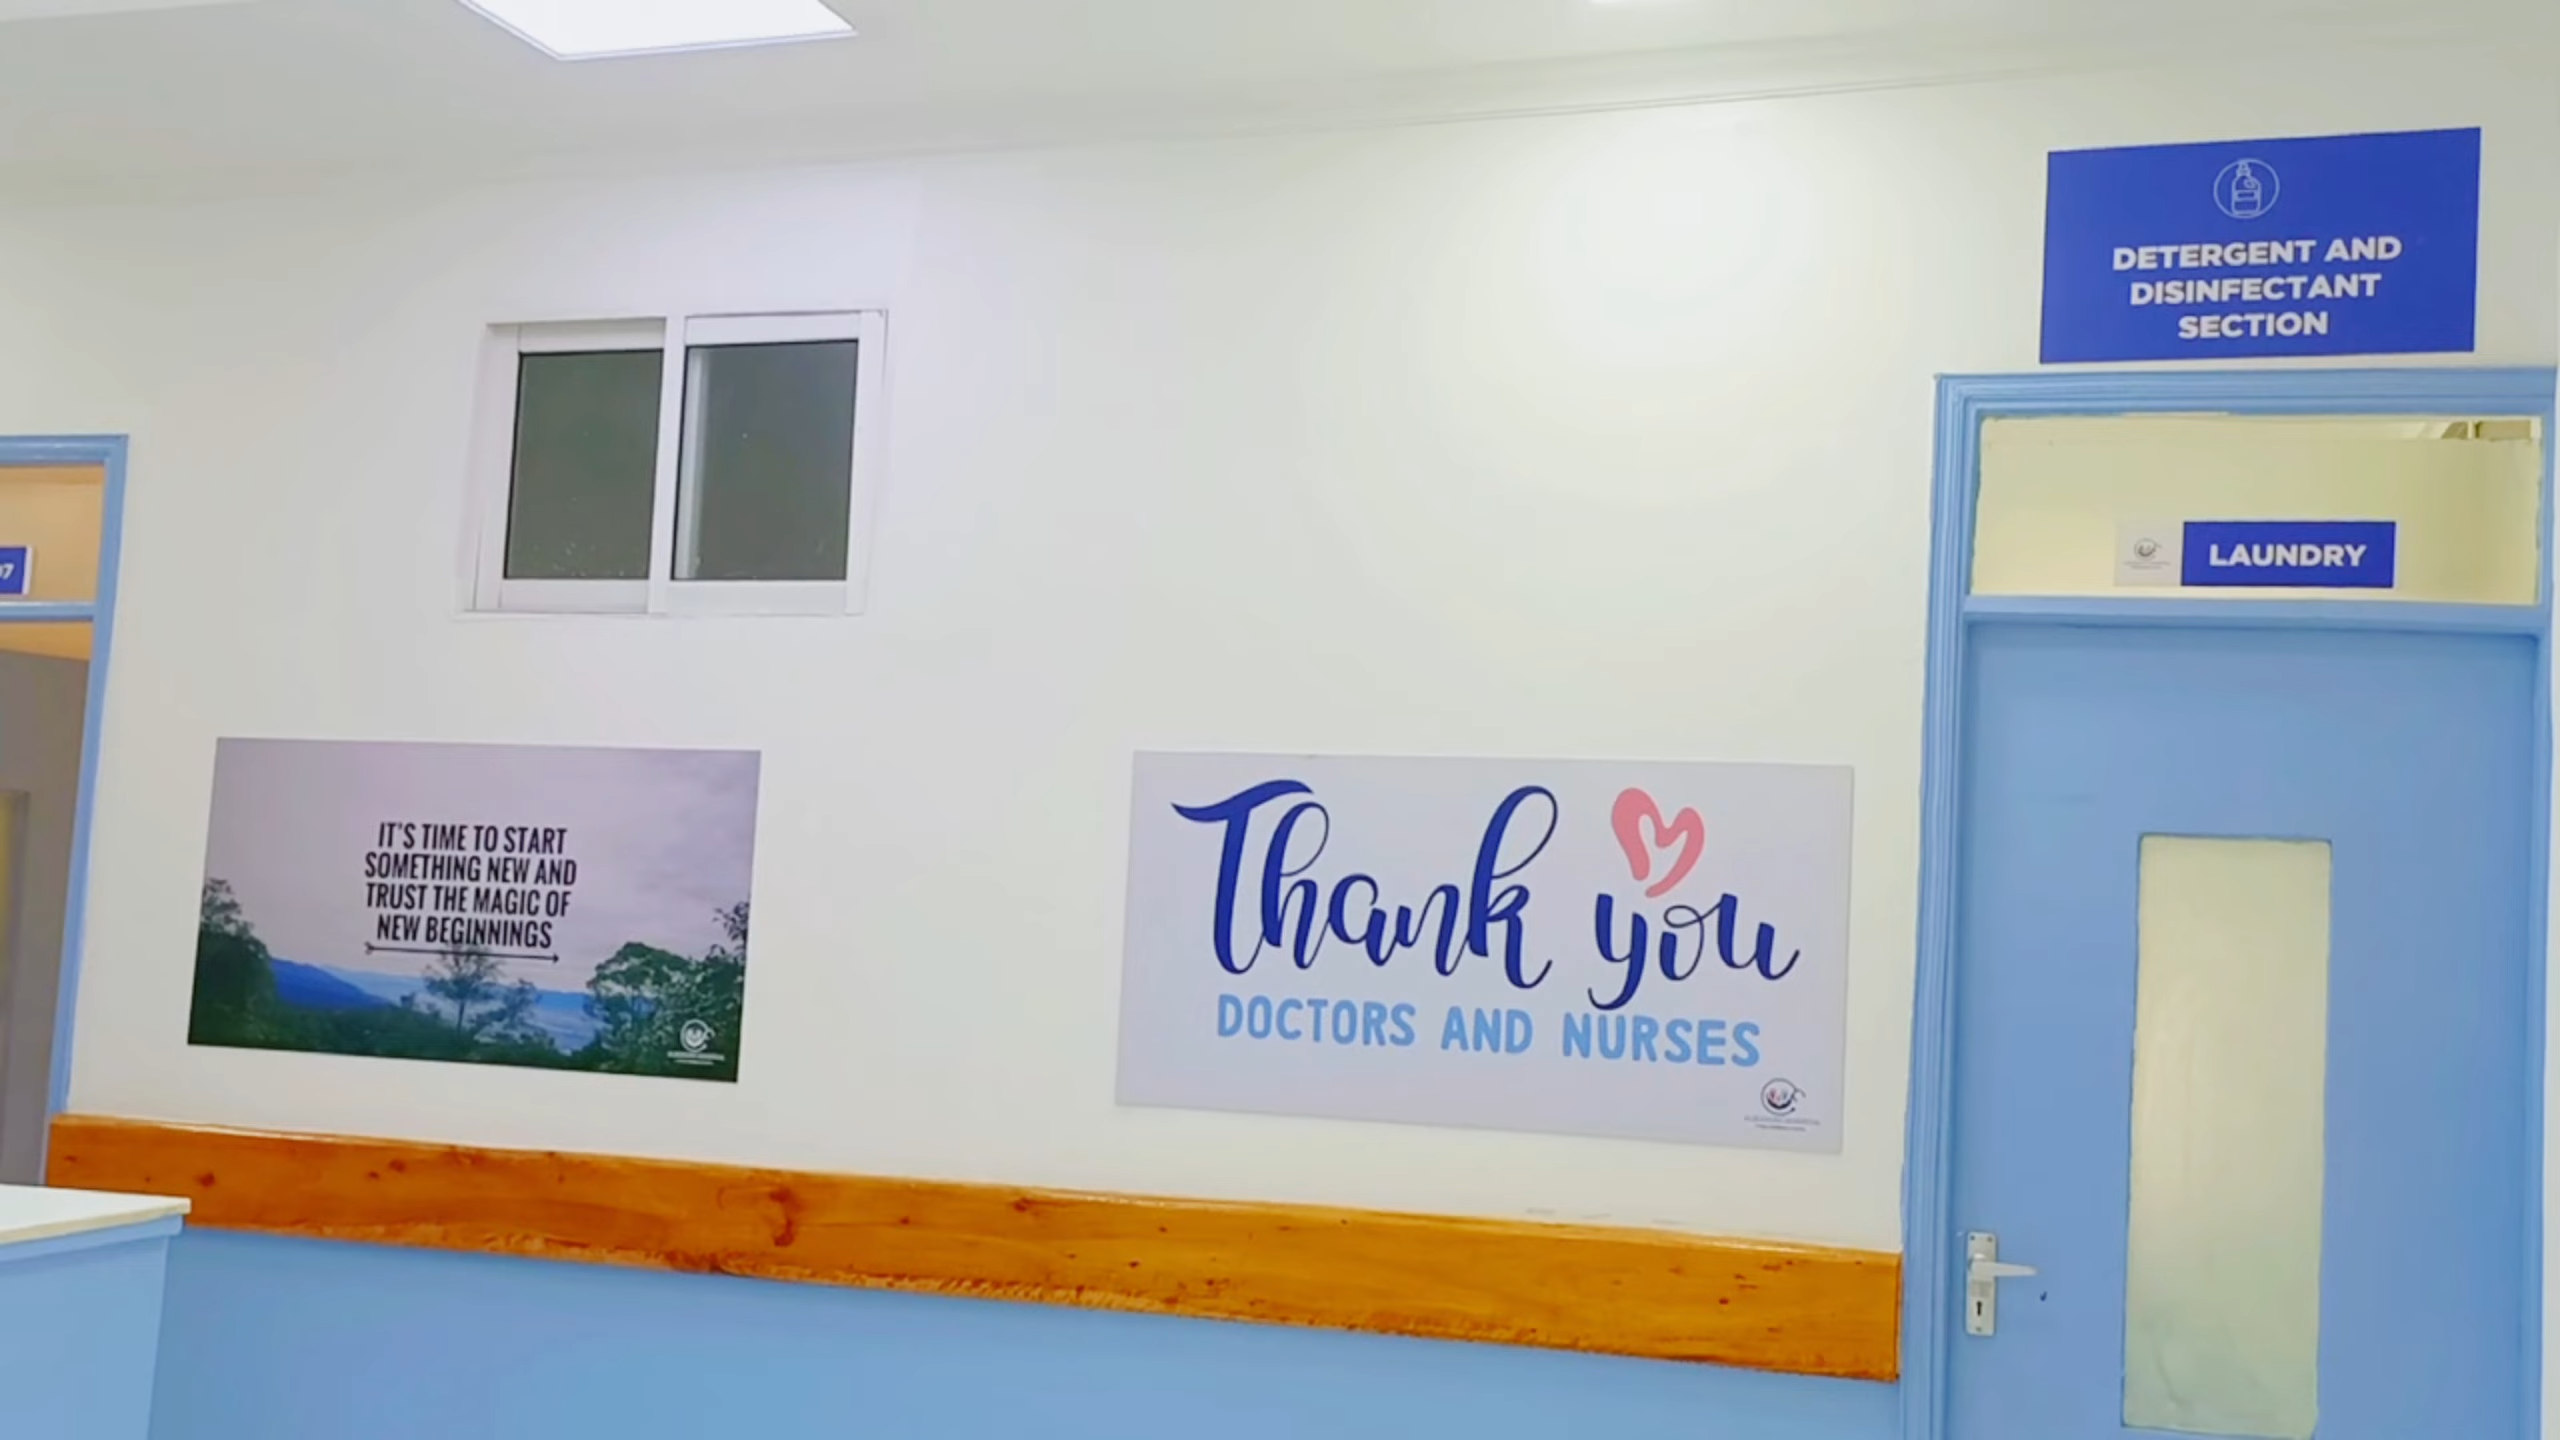 DETERGENT AND
DISINFECTANT
SECTION
LAUNDRY
7
IT'S TIME TO START
SOMETHING NEW AND
TRUST THE MAGIC OF
NEW BEGINNINGS
Thank you
DOCTORS AND NURSES